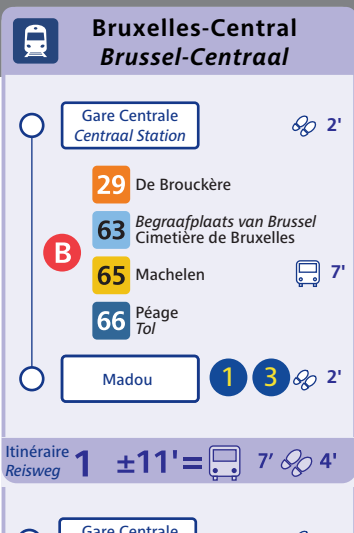 Bruxelles-Central
Brussel-Centraal
Gare Centrale
Centraal Station
2'
29 De Brouckère
63 Begraafplaats van Brussel
Cimetière de Bruxelles
B
65 Machelen
7'
66 Péage
Tol
Madou 1 3 2'
Itinéraire
Reisweg
1 ±11'= 7' 4'
Gare Centrale